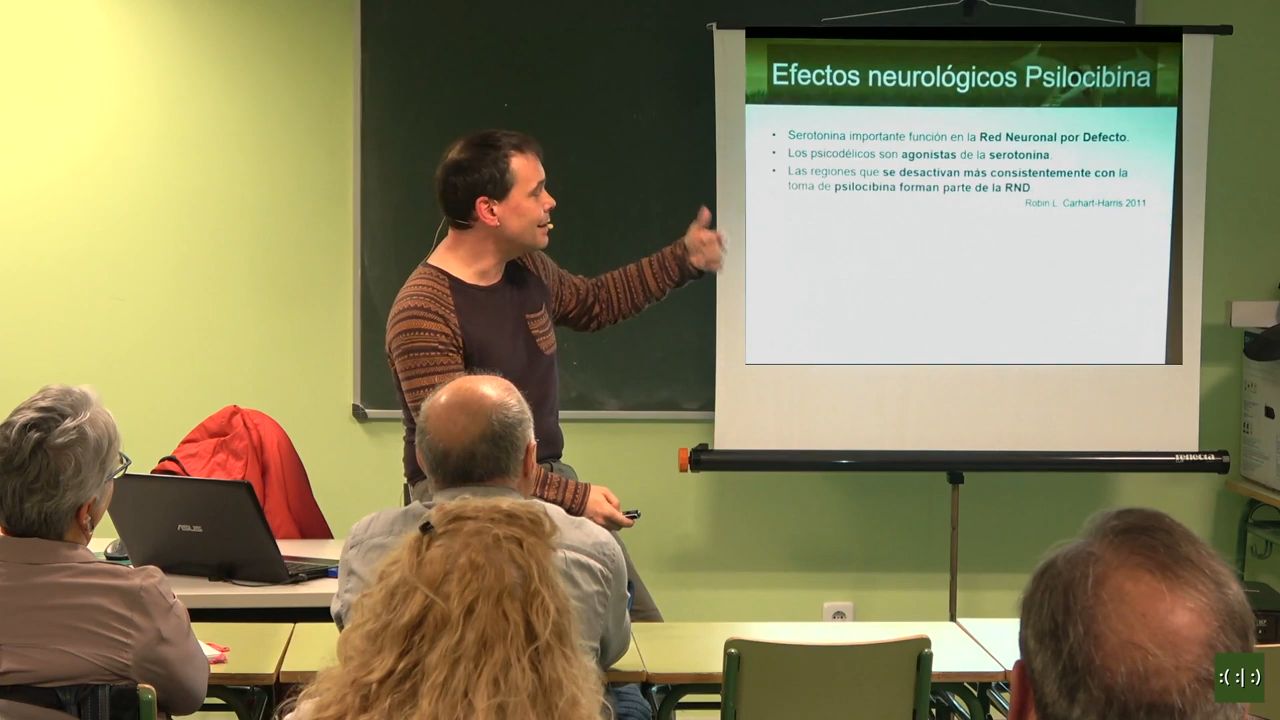 Efectos neurológicos Psilocibina
• Serotonina importante función en la Red Neuronal por Defecto.
• Los psicodélicos son agonistas de la serotonina.
• Las regiones que se desactivan más consistentemente con la
toma de psilocibina forman parte de la RND
Robin L. Carhart-Harris 2011
reflecta
ASUS
:( :| :)